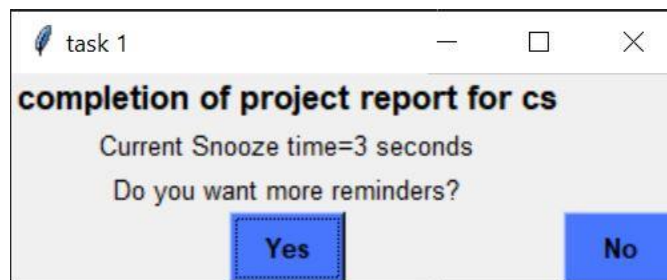 task 1
completion of project report for cs
Current Snooze time=3 seconds
Do you want more reminders?
Yes No